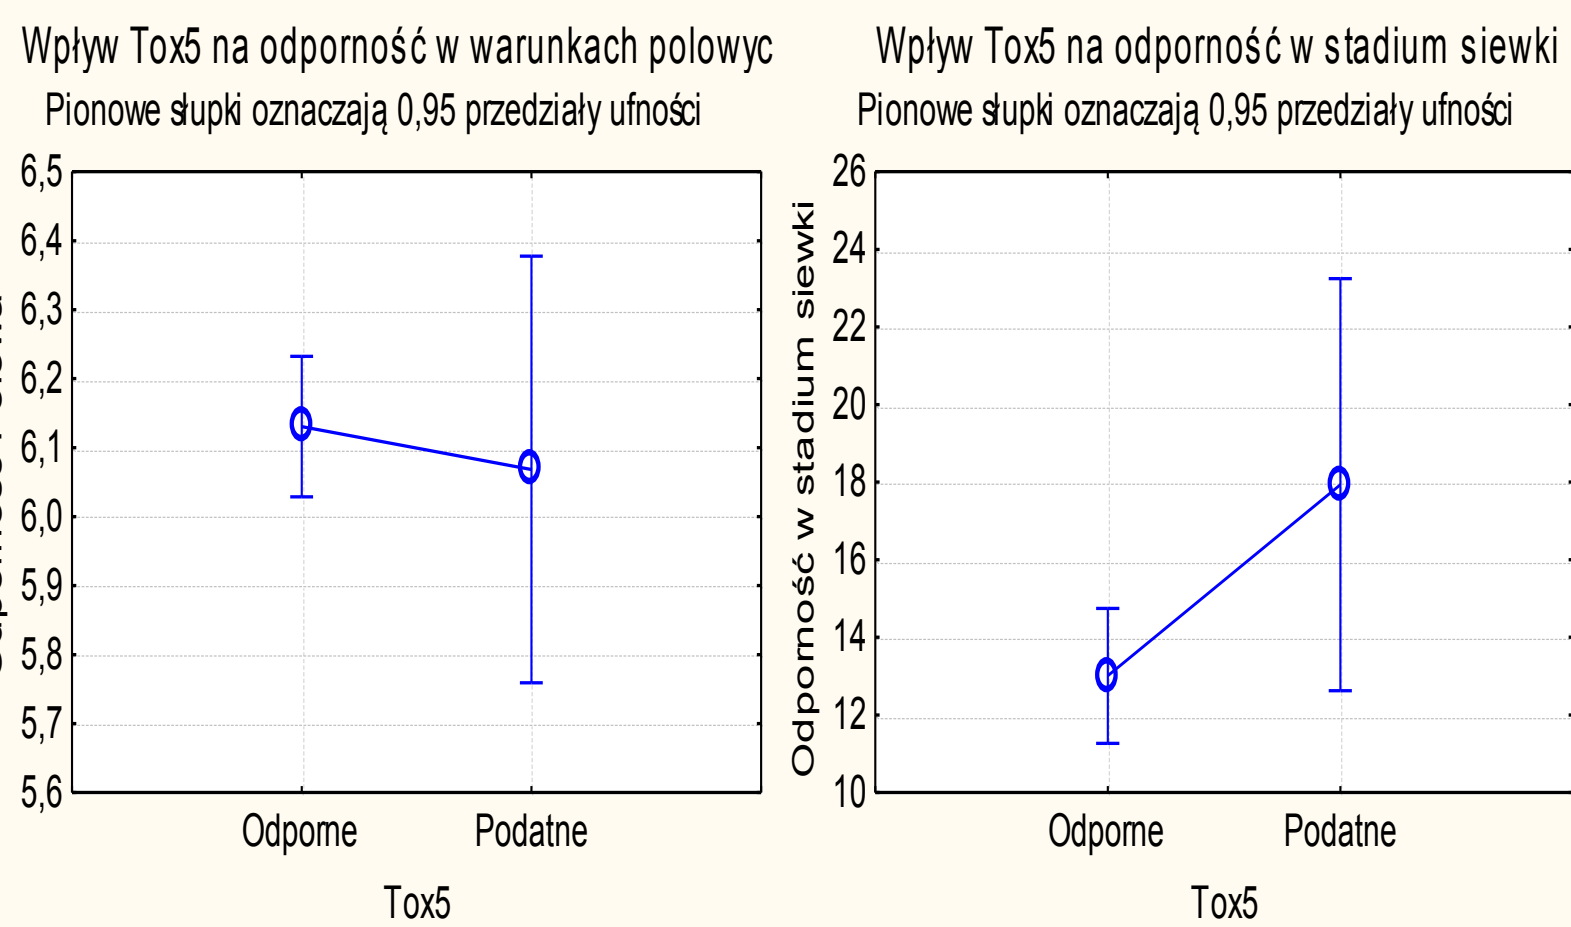 Wpływ Tox5 na odporność w warunkach polowyc
Pionowe słupki oznaczają 0,95 przedziały ufności
6,5
6,4
6,3
6,2
6,1
6,0
5,9
5,8
5,7
5,6
Odporne
Podatne
Tox5
Wpływ Tox5 na odporność w stadium siewki
Pionowe słupki oznaczają 0,95 przedziały ufności
Odporność w stadium siewki
26
24
22
20
18
16
14
12
10
Odporne
Podatne
Tox5